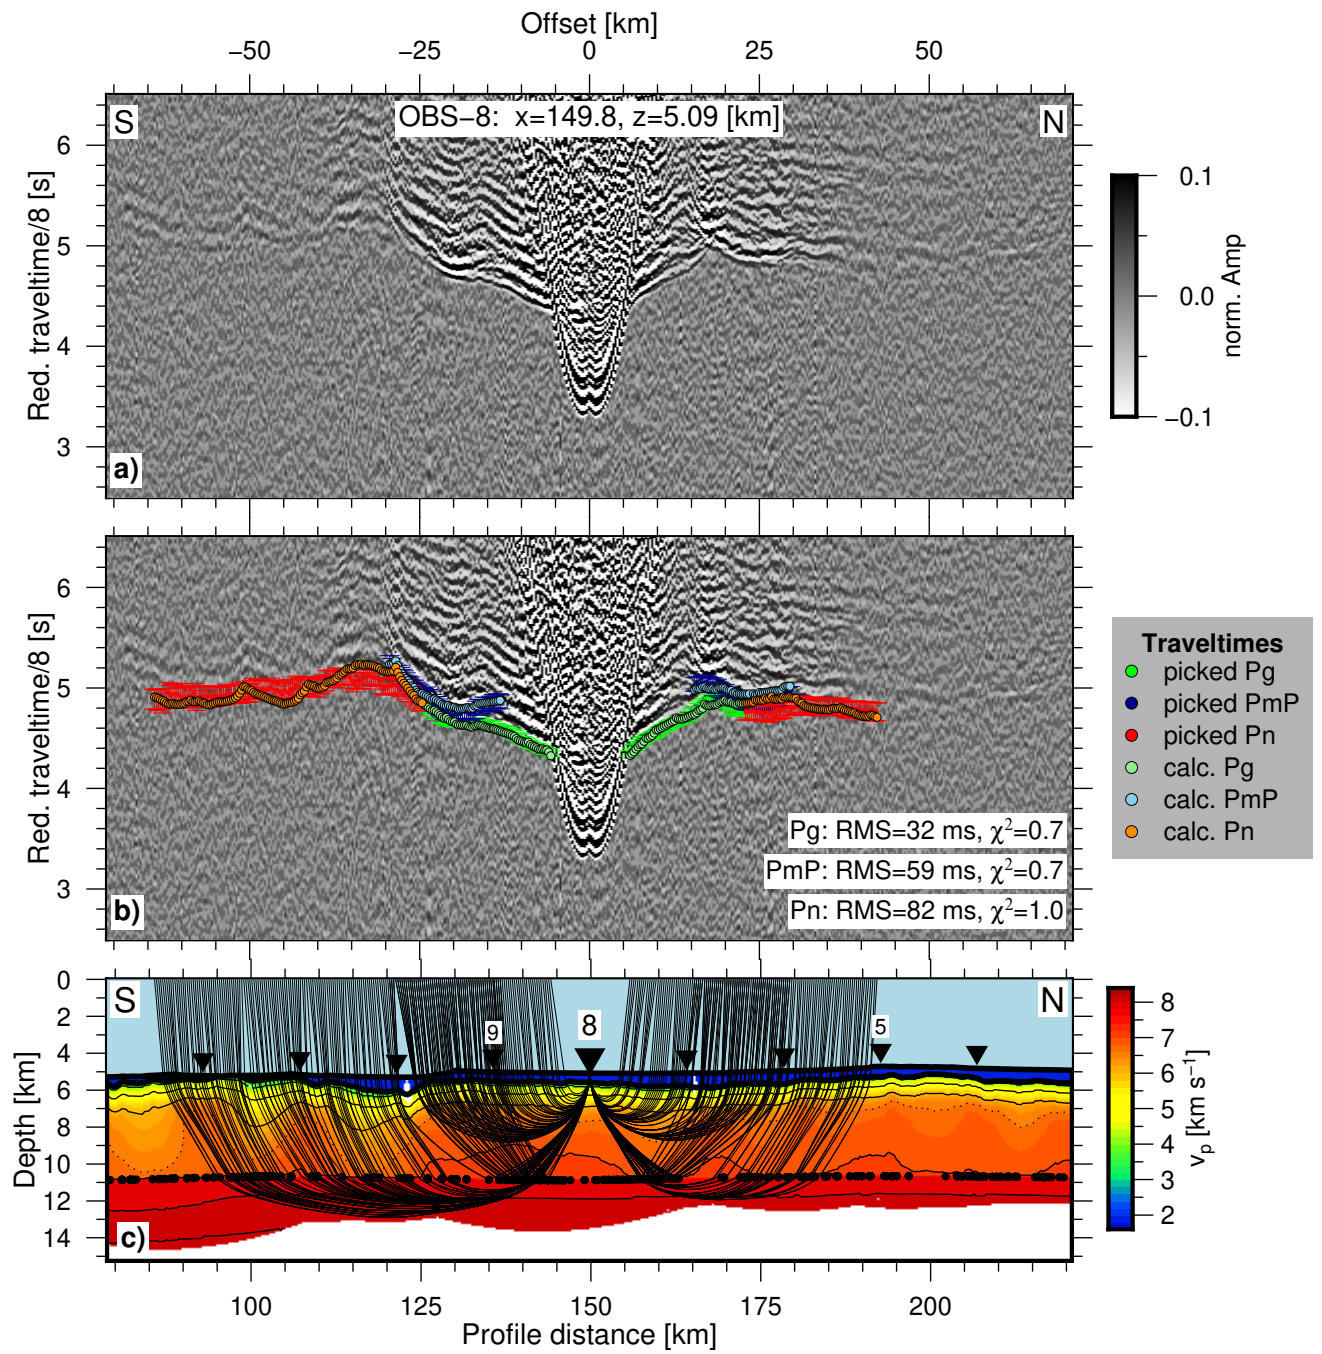 Offset [km]
−50 −25 0 25 50
S
OBS−8: x=149.8, z=5.09 [km]
N
6
5
4
3
Red. traveltime/8 [s]
a)
0.1
0.0
−0.1
norm. Amp
6
5
4
3
Red. traveltime/8 [s]
Pg: RMS=32 ms, χ²=0.7
PmP: RMS=59 ms, χ²=0.7
Pn: RMS=82 ms, χ²=1.0
b)
Traveltimes
picked Pg
picked PmP
picked Pn
calc. Pg
calc. PmP
calc. Pn
S
N
9
8
5
0
2
4
6
8
10
12
14
Depth [km]
c)
8
7
6
5
4
3
2
vₚ [km s⁻¹]
100 125 150 175 200
Profile distance [km]